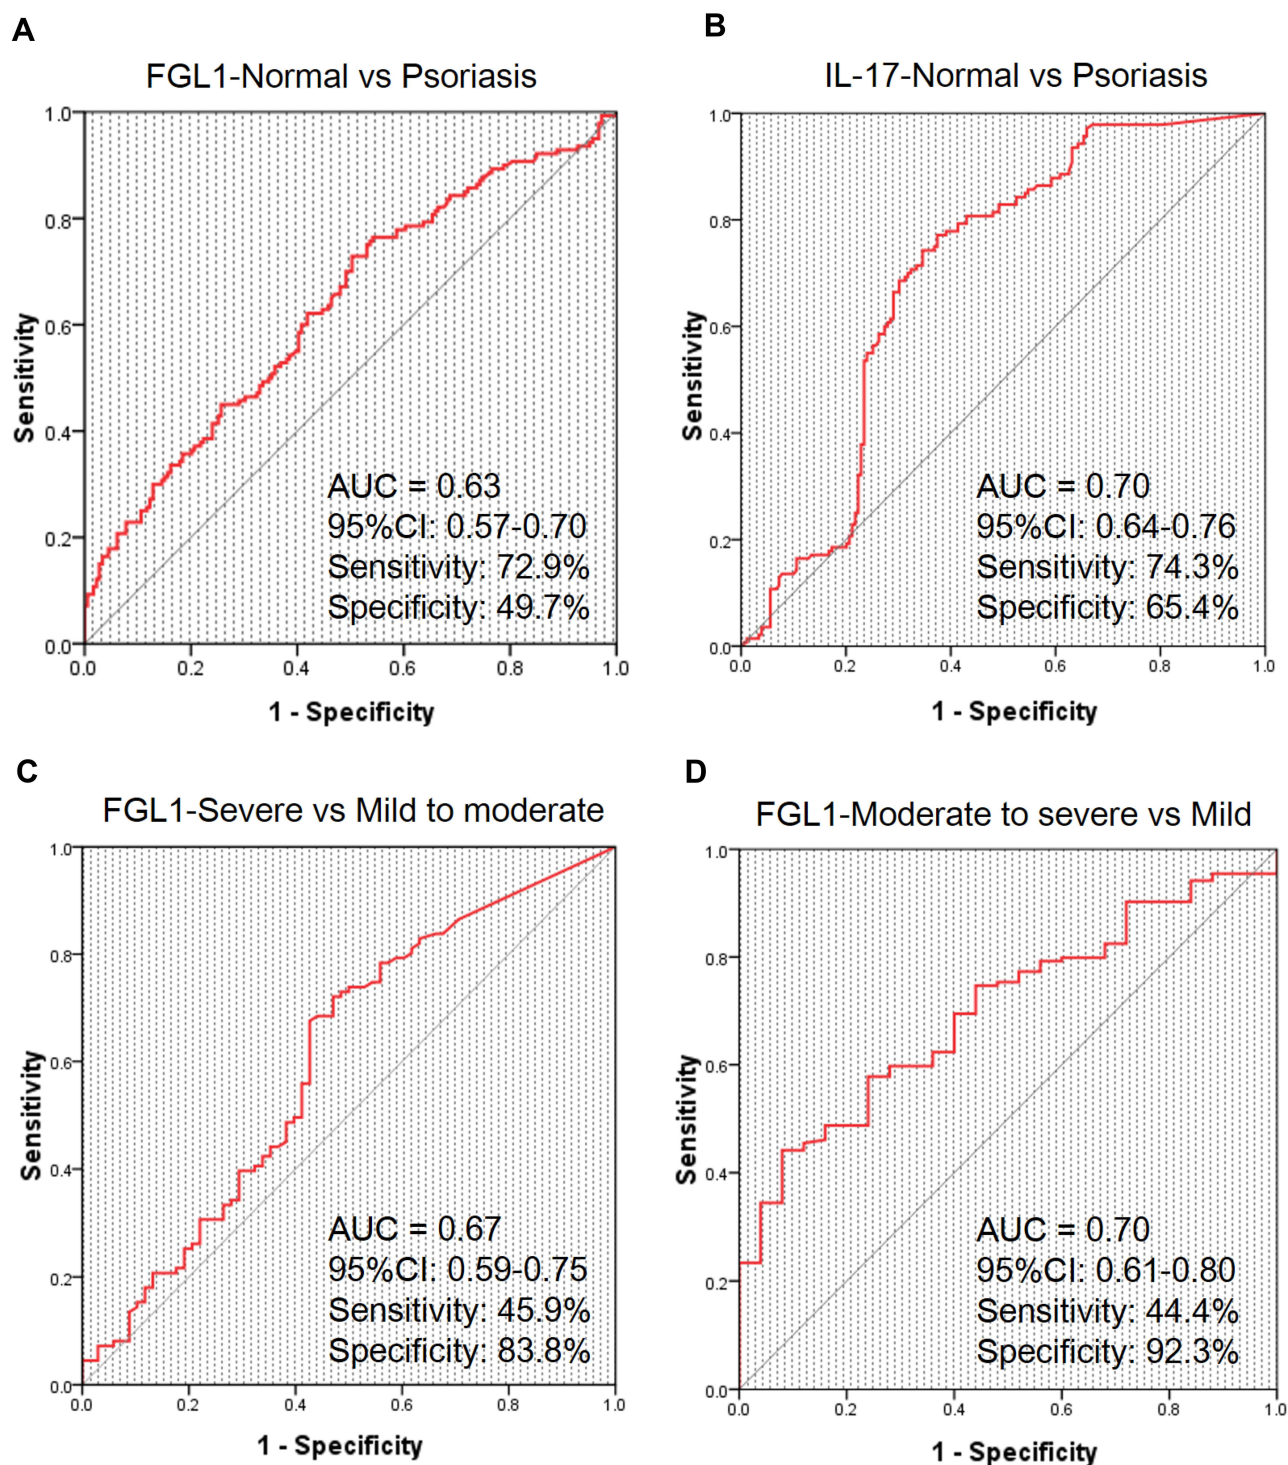 A
FGL1-Normal vs Psoriasis
1.0
0.8
0.6
0.4
0.2
0.0
Sensitivity
AUC = 0.63
95%CI: 0.57-0.70
Sensitivity: 72.9%
Specificity: 49.7%
0.0 0.2 0.4 0.6 0.8 1.0
1 - Specificity
B
IL-17-Normal vs Psoriasis
1.0
0.8
0.6
0.4
0.2
0.0
Sensitivity
AUC = 0.70
95%CI: 0.64-0.76
Sensitivity: 74.3%
Specificity: 65.4%
0.0 0.2 0.4 0.6 0.8 1.0
1 - Specificity
C
FGL1-Severe vs Mild to moderate
1.0
0.8
0.6
0.4
0.2
0.0
Sensitivity
AUC = 0.67
95%CI: 0.59-0.75
Sensitivity: 45.9%
Specificity: 83.8%
0.0 0.2 0.4 0.6 0.8 1.0
1 - Specificity
D
FGL1-Moderate to severe vs Mild
1.0
0.8
0.6
0.4
0.2
0.0
Sensitivity
AUC = 0.70
95%CI: 0.61-0.80
Sensitivity: 44.4%
Specificity: 92.3%
0.0 0.2 0.4 0.6 0.8 1.0
1 - Specificity